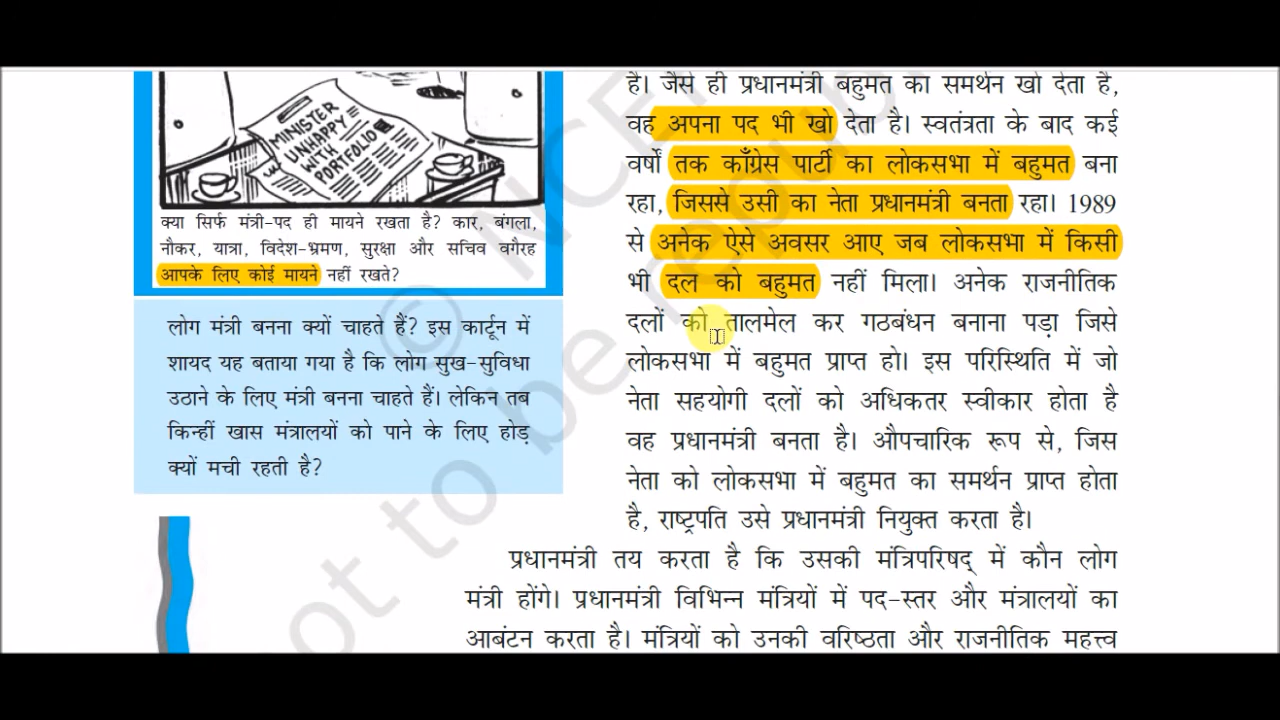 MINISTER
UNHAPPY
WITH
PORTFOLIO
क्या सिर्फ मंत्री-पद ही मायने रखता है? कार, बंगला,
नौकर, यात्रा, विदेश-भ्रमण, सुरक्षा और सचिव वगैरह
आपके लिए कोई मायने नहीं रखते?
लोग मंत्री बनना क्यों चाहते हैं? इस कार्टून में
शायद यह बताया गया है कि लोग सुख-सुविधा
उठाने के लिए मंत्री बनना चाहते हैं। लेकिन तब
किन्हीं खास मंत्रालयों को पाने के लिए होड़
क्यों मची रहती है?
है। जैसे ही प्रधानमंत्री बहुमत का समर्थन खो देता है,
वह अपना पद भी खो देता है। स्वतंत्रता के बाद कई
वर्षों तक काँग्रेस पार्टी का लोकसभा में बहुमत बना
रहा, जिससे उसी का नेता प्रधानमंत्री बनता रहा। 1989
से अनेक ऐसे अवसर आए जब लोकसभा में किसी
भी दल को बहुमत नहीं मिला। अनेक राजनीतिक
दलों को तालमेल कर गठबंधन बनाना पड़ा जिसे
लोकसभा में बहुमत प्राप्त हो। इस परिस्थिति में जो
नेता सहयोगी दलों को अधिकतर स्वीकार होता है
वह प्रधानमंत्री बनता है। औपचारिक रूप से, जिस
नेता को लोकसभा में बहुमत का समर्थन प्राप्त होता
है, राष्ट्रपति उसे प्रधानमंत्री नियुक्त करता है।
प्रधानमंत्री तय करता है कि उसकी मंत्रिपरिषद् में कौन लोग
मंत्री होंगे। प्रधानमंत्री विभिन्न मंत्रियों में पद-स्तर और मंत्रालयों का
आबंटन करता है। मंत्रियों को उनकी वरिष्ठता और राजनीतिक महत्त्व
© NCE
not to be republ